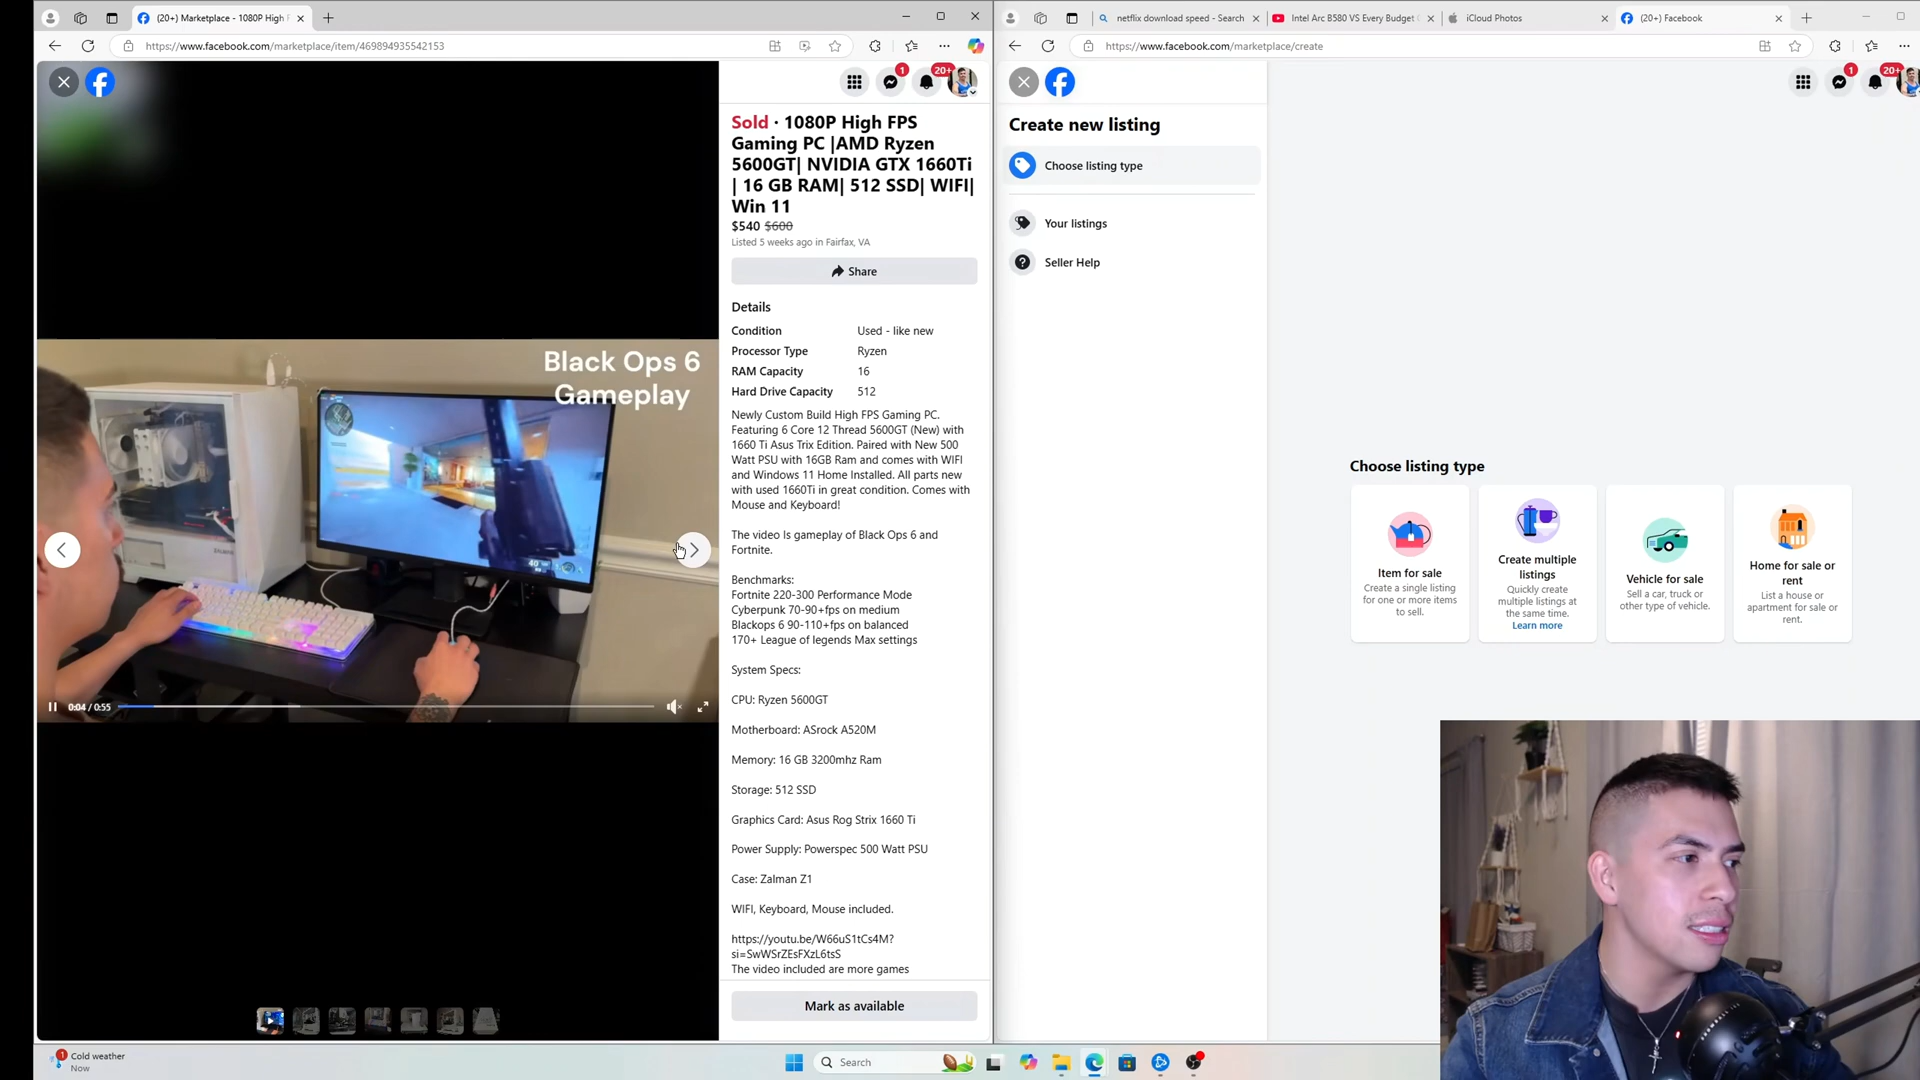 (20+) Marketplace - 1080P High F
https://www.facebook.com/marketplace/item/469894935542153
1
20+
Sold · 1080P High FPS
Gaming PC |AMD Ryzen
5600GT| NVIDIA GTX 1660Ti
| 16 GB RAM| 512 SSD| WIFI|
Win 11
$540 $600
Listed 5 weeks ago in Fairfax, VA
Share
Details
Condition Used - like new
Processor Type Ryzen
RAM Capacity 16
Hard Drive Capacity 512
Newly Custom Build High FPS Gaming PC.
Featuring 6 Core 12 Thread 5600GT (New) with
1660 Ti Asus Trix Edition. Paired with New 500
Watt PSU with 16GB Ram and comes with WIFI
and Windows 11 Home Installed. All parts new
with used 1660Ti in great condition. Comes with
Mouse and Keyboard!
The video Is gameplay of Black Ops 6 and
Fortnite.
Benchmarks:
Fortnite 220-300 Performance Mode
Cyberpunk 70-90+fps on medium
Blackops 6 90-110+fps on balanced
170+ League of legends Max settings
System Specs:
CPU: Ryzen 5600GT
Motherboard: ASrock A520M
Memory: 16 GB 3200mhz Ram
Storage: 512 SSD
Graphics Card: Asus Rog Strix 1660 Ti
Power Supply: Powerspec 500 Watt PSU
Case: Zalman Z1
WIFI, Keyboard, Mouse included.
https://youtu.be/W66uS1tCs4M?
si=SwWSrZEsFXzL6tsS
The video included are more games
Mark as available
Black Ops 6
Gameplay
0:04 / 0:55
netflix download speed - Search
Intel Arc B580 VS Every Budget
iCloud Photos
(20+) Facebook
https://www.facebook.com/marketplace/create
1
20+
Create new listing
Choose listing type
Your listings
Seller Help
Choose listing type
Item for sale
Create a single listing
for one or more items
to sell.
Create multiple
listings
Quickly create
multiple listings at
the same time.
Learn more
Vehicle for sale
Sell a car, truck or
other type of vehicle.
Home for sale or
rent
List a house or
apartment for sale or
rent.
1
Cold weather
Now
Search